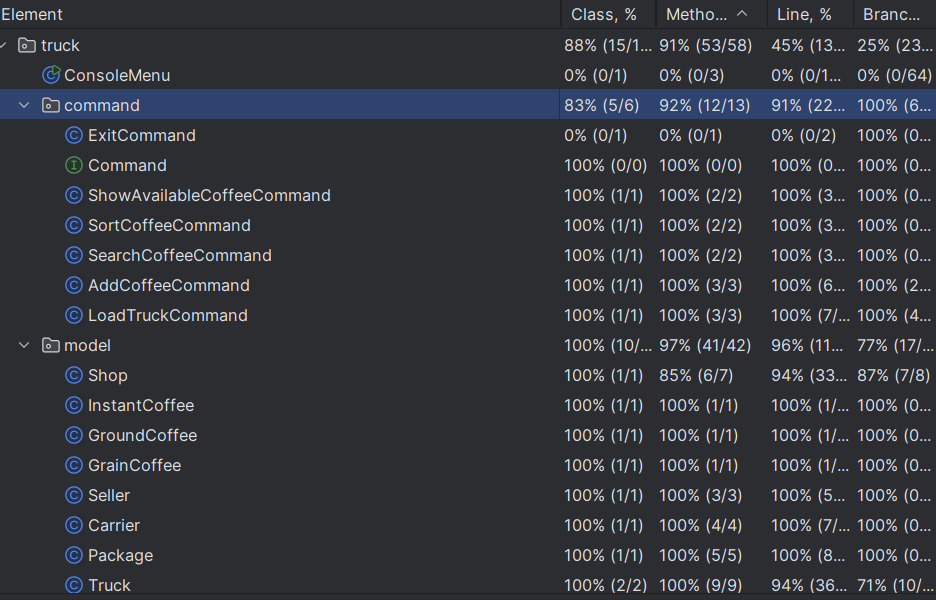 Element Class, % Metho... Line, % Branc...
truck 88% (15/1... 91% (53/58) 45% (13... 25% (23...
ConsoleMenu 0% (0/1) 0% (0/3) 0% (0/1... 0% (0/64)
command 83% (5/6) 92% (12/13) 91% (22... 100% (6...
ExitCommand 0% (0/1) 0% (0/1) 0% (0/2) 100% (0...
Command 100% (0/0) 100% (0/0) 100% (0... 100% (0...
ShowAvailableCoffeeCommand 100% (1/1) 100% (2/2) 100% (3... 100% (0...
SortCoffeeCommand 100% (1/1) 100% (2/2) 100% (3... 100% (0...
SearchCoffeeCommand 100% (1/1) 100% (2/2) 100% (3... 100% (0...
AddCoffeeCommand 100% (1/1) 100% (3/3) 100% (6... 100% (2...
LoadTruckCommand 100% (1/1) 100% (3/3) 100% (7/... 100% (4...
model 100% (10/... 97% (41/42) 96% (11... 77% (17/...
Shop 100% (1/1) 85% (6/7) 94% (33... 87% (7/8)
InstantCoffee 100% (1/1) 100% (1/1) 100% (1/... 100% (0...
GroundCoffee 100% (1/1) 100% (1/1) 100% (1/... 100% (0...
GrainCoffee 100% (1/1) 100% (1/1) 100% (1/... 100% (0...
Seller 100% (1/1) 100% (3/3) 100% (5... 100% (0...
Carrier 100% (1/1) 100% (4/4) 100% (7/... 100% (0...
Package 100% (1/1) 100% (5/5) 100% (8... 100% (0...
Truck 100% (2/2) 100% (9/9) 94% (36... 71% (10/...